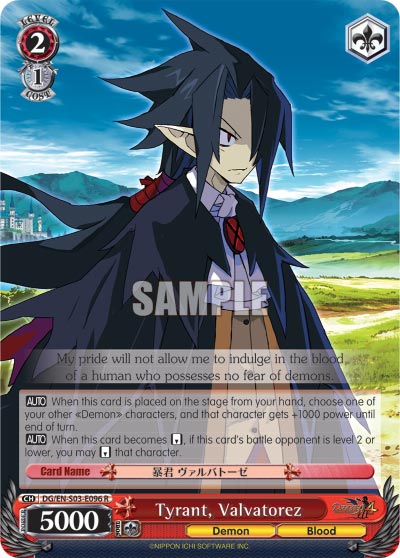 LEVEL
2
1
COST
SAMPLE
My pride will not allow me to indulge in the blood
of a human who possesses no fear of demons.
AUTO When this card is placed on the stage from your hand, choose one
of your other «Demon» characters, and that character gets +1000 power until
end of turn.
AUTO When this card becomes , if this card's battle opponent is level 2 or
lower, you may that character.
Card Name
暴君 ヴァルバトーゼ
CH DG/EN-S03-E096 R
POWER
5000
SOUL
Tyrant, Valvatorez
Demon
Blood
©NIPPON ICHI SOFTWARE INC.